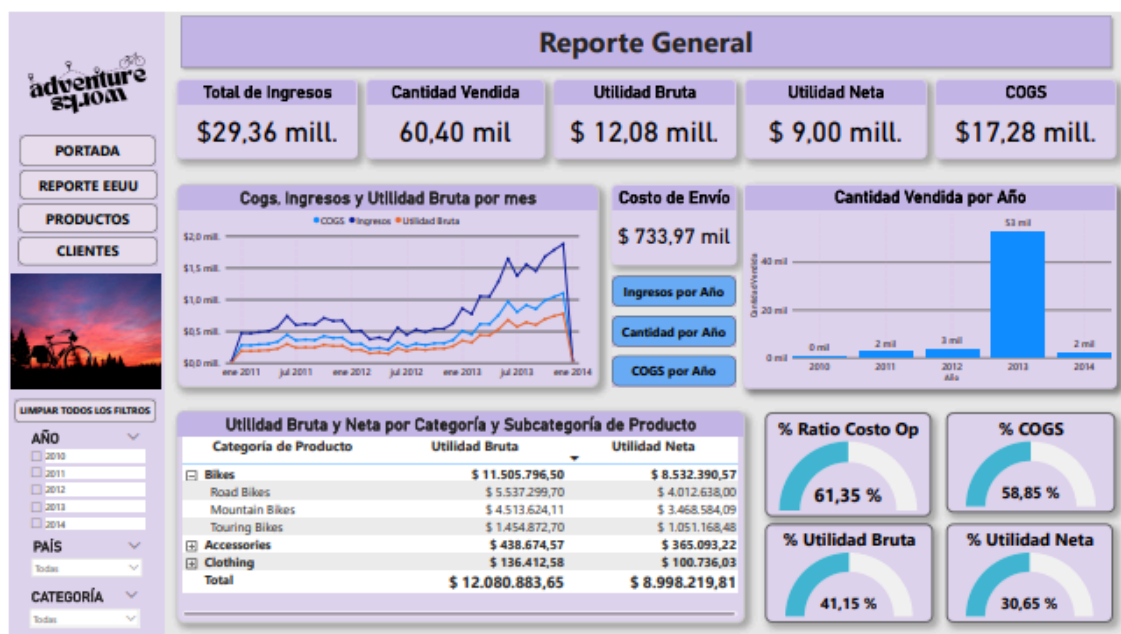 adventure
works
PORTADA
REPORTE EEUU
PRODUCTOS
CLIENTES
LIMPIAR TODOS LOS FILTROS
AÑO
2010
2011
2012
2013
2014
PAÍS
Todas
CATEGORÍA
Todas
Reporte General
Total de Ingresos
$29,36 mill.
Cantidad Vendida
60,40 mil
Utilidad Bruta
$ 12,08 mill.
Utilidad Neta
$ 9,00 mill.
COGS
$17,28 mill.
Cogs, Ingresos y Utilidad Bruta por mes
COGS Ingresos Utilidad Bruta
$2,0 mill.
$1,5 mill.
$1,0 mill.
$0,5 mill.
$0,0 mill.
ene 2011 jul 2011 ene 2012 jul 2012 ene 2013 jul 2013 ene 2014
Costo de Envío
$ 733,97 mil
Ingresos por Año
Cantidad por Año
COGS por Año
Cantidad Vendida por Año
Cantidad Vendida
40 mil
20 mil
0 mil
0 mil 2 mil 3 mil 53 mil 2 mil
2010 2011 2012 2013 2014
Año
Utilidad Bruta y Neta por Categoría y Subcategoría de Producto
Categoría de Producto Utilidad Bruta Utilidad Neta
Bikes $ 11.505.796,50 $ 8.532.390,57
Road Bikes $ 5.537.299,70 $ 4.012.638,00
Mountain Bikes $ 4.513.624,11 $ 3.468.584,09
Touring Bikes $ 1.454.872,70 $ 1.051.168,48
Accessories $ 438.674,57 $ 365.093,22
Clothing $ 136.412,58 $ 100.736,03
Total $ 12.080.883,65 $ 8.998.219,81
% Ratio Costo Op
61,35 %
% COGS
58,85 %
% Utilidad Bruta
41,15 %
% Utilidad Neta
30,65 %